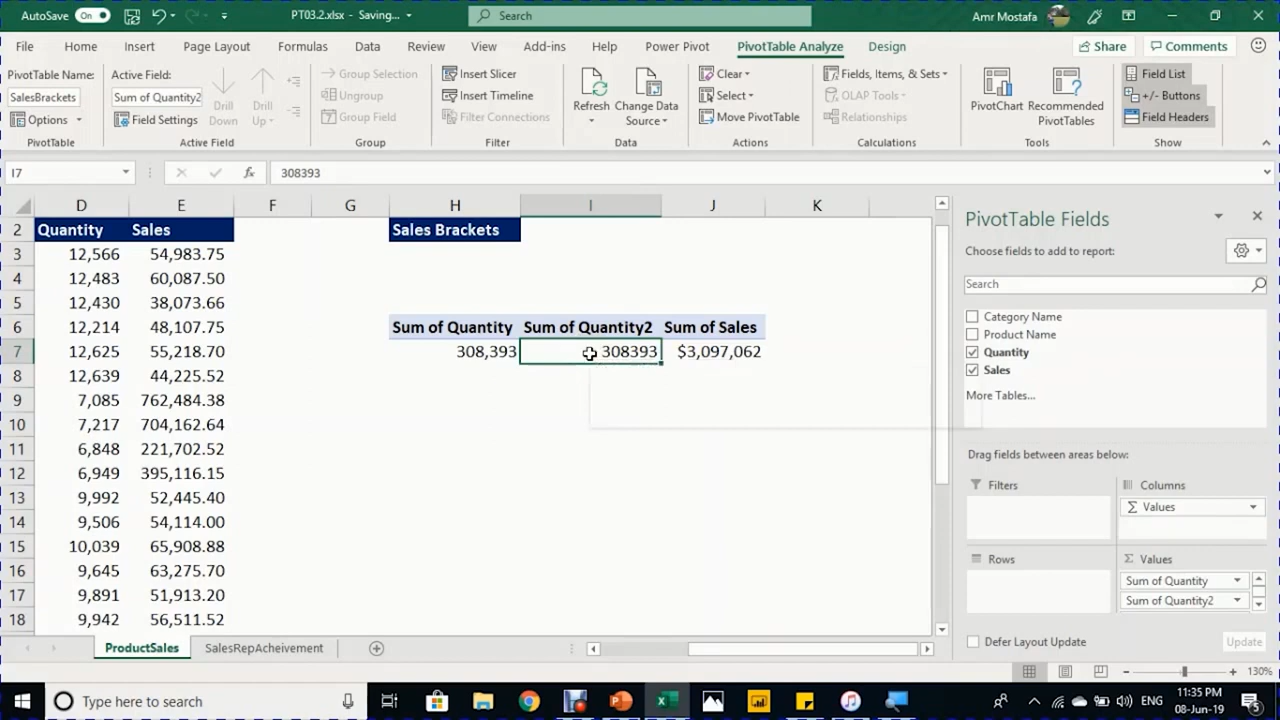 AutoSave On PT03.2.xlsx - Saving... Search Amr Mostafa
File Home Insert Page Layout Formulas Data Review View Add-ins Help Power Pivot PivotTable Analyze Design Share Comments
PivotTable Name:
SalesBrackets
Options
PivotTable
Active Field:
Sum of Quantity2
Field Settings
Drill Down
Drill Up
Active Field
Group Selection
Ungroup
Group Field
Group
Insert Slicer
Insert Timeline
Filter Connections
Filter
Refresh
Change Data Source
Data
Clear
Select
Move PivotTable
Actions
Fields, Items, & Sets
OLAP Tools
Relationships
Calculations
PivotChart
Recommended PivotTables
Tools
Field List
+/- Buttons
Field Headers
Show
I7 fx 308393
D E F G H I J K
2 Quantity Sales Sales Brackets
3 12,566 54,983.75
4 12,483 60,087.50
5 12,430 38,073.66
6 12,214 48,107.75 Sum of Quantity Sum of Quantity2 Sum of Sales
7 12,625 55,218.70 308,393 308393 $3,097,062
8 12,639 44,225.52
9 7,085 762,484.38
10 7,217 704,162.64
11 6,848 221,702.52
12 6,949 395,116.15
13 9,992 52,445.40
14 9,506 54,114.00
15 10,039 65,908.88
16 9,645 63,275.70
17 9,891 51,913.20
18 9,942 56,511.52
ProductSales SalesRepAcheivement
PivotTable Fields
Choose fields to add to report:
Search
Category Name
Product Name
Quantity
Sales
More Tables...
Drag fields between areas below:
Filters Columns
Σ Values
Rows Σ Values
Sum of Quantity
Sum of Quantity2
Defer Layout Update Update
130%
Type here to search
ENG
11:35 PM
08-Jun-19
5